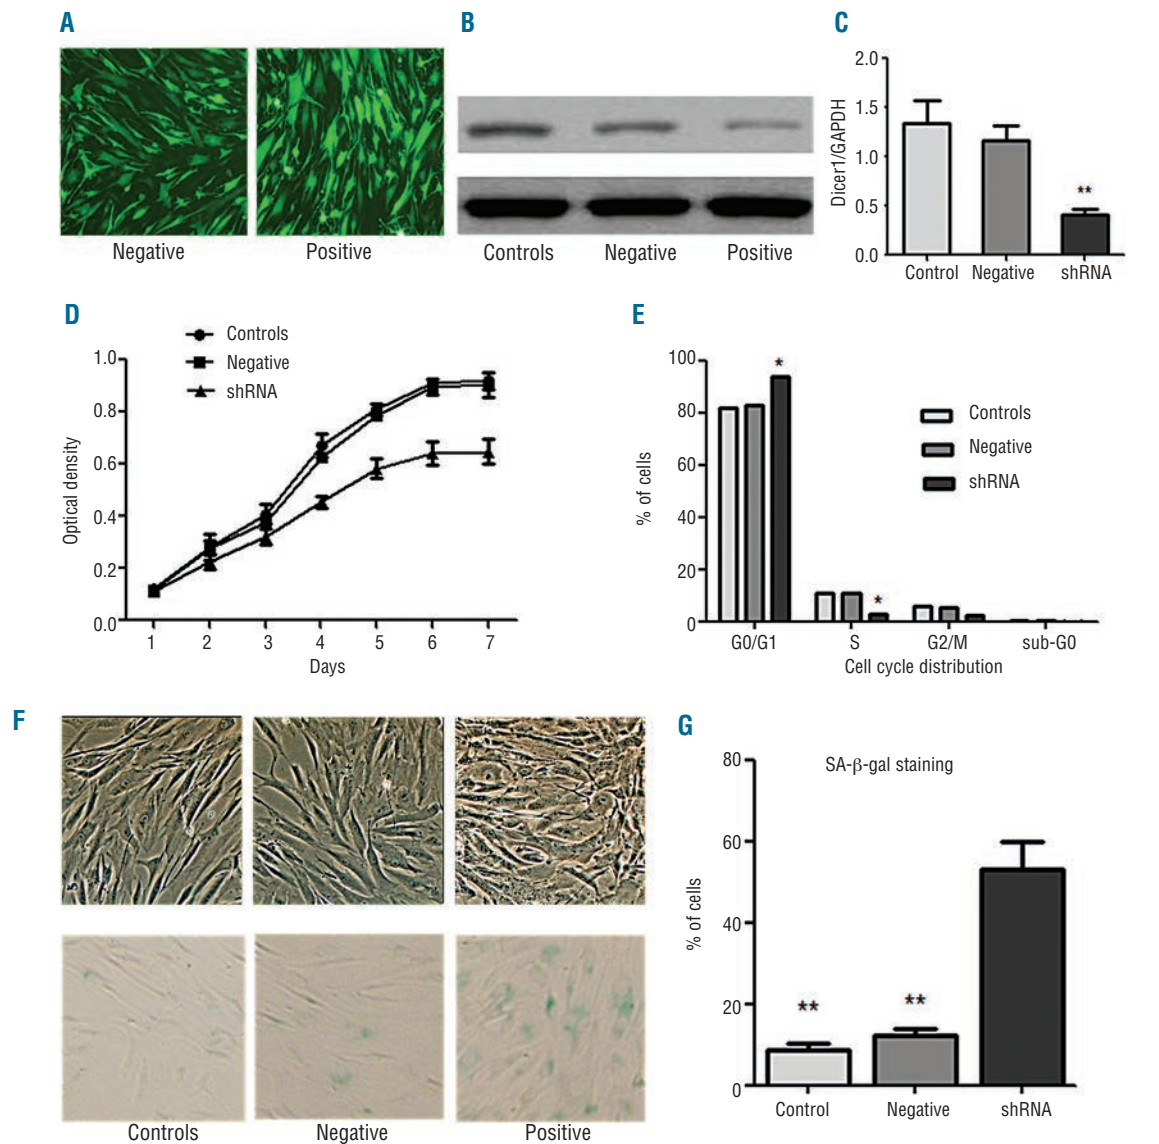 A
B
C
Negative
Positive
Controls
Negative
Positive
Dicer1/GAPDH
2.0
1.5
1.0
0.5
0.0
**
Control
Negative
shRNA
D
Controls
Negative
shRNA
Optical density
1.0
0.8
0.6
0.4
0.2
0.0
1
2
3
4
5
6
7
Days
E
% of cells
100
80
60
40
20
0
*
*
Controls
Negative
shRNA
G0/G1
S
G2/M
sub-G0
Cell cycle distribution
F
Controls
Negative
Positive
G
SA-β-gal staining
% of cells
80
60
40
20
0
**
**
Control
Negative
shRNA